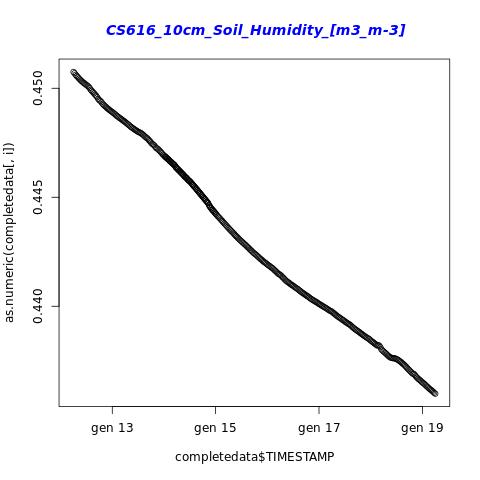 CS616_10cm_Soil_Humidity_[m3_m-3]
as.numeric(completedata[, i])
0.450
0.445
0.440
gen 13 gen 15 gen 17 gen 19
completedata$TIMESTAMP